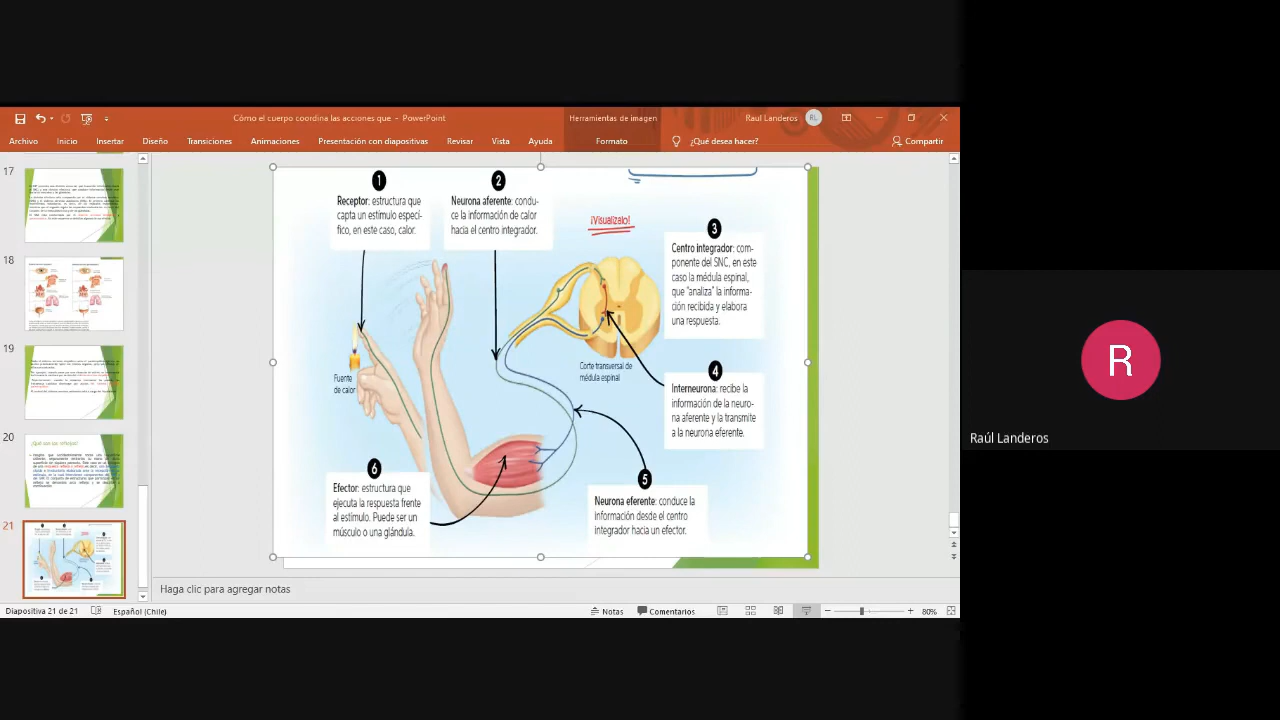 Cómo el cuerpo coordina las acciones que - PowerPoint
Herramientas de imagen
Raul Landeros
RL
Archivo
Inicio
Insertar
Diseño
Transiciones
Animaciones
Presentación con diapositivas
Revisar
Vista
Ayuda
Formato
¿Qué desea hacer?
Compartir
17
18
19
20
¿Qué son los reflejos?
21
1
Receptor: estructura que
capta un estímulo especí-
fico, en este caso, calor.
2
Neurona aferente: condu-
ce la información de calor
hacia el centro integrador.
¡Visualízalo!
3
Centro integrador: com-
ponente del SNC, en este
caso la médula espinal,
que "analiza" la informa-
ción recibida y elabora
una respuesta.
Fuente
de calor
Corte transversal de
médula espinal
4
Interneurona: recibe la
información de la neuro-
na aferente y la transmite
a la neurona eferente.
6
Efector: estructura que
ejecuta la respuesta frente
al estímulo. Puede ser un
músculo o una glándula.
5
Neurona eferente: conduce la
información desde el centro
integrador hacia un efector.
Haga clic para agregar notas
Diapositiva 21 de 21
Español (Chile)
Notas
Comentarios
80%
R
Raúl Landeros